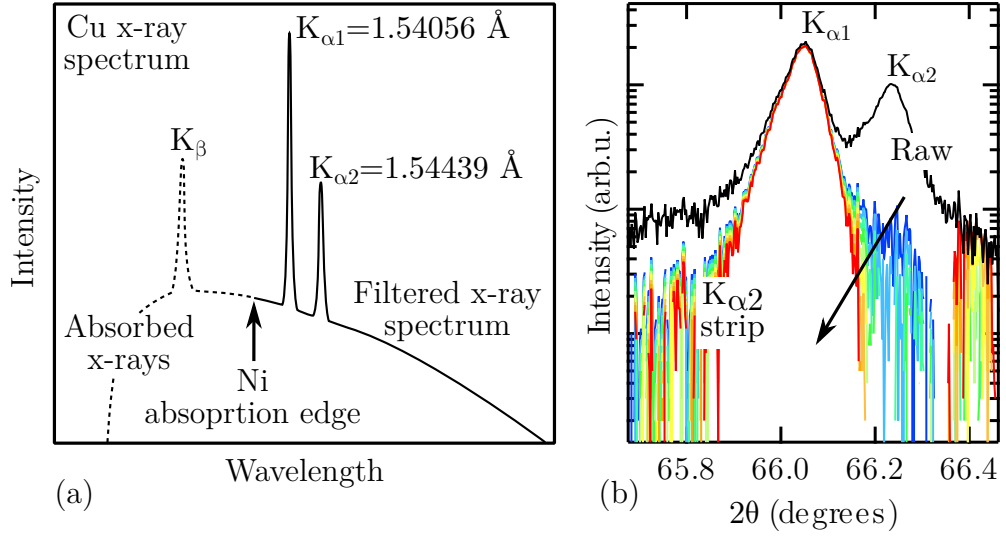 Cu x-ray
spectrum
Kα1=1.54056 Å
Kβ
Kα2=1.54439 Å
Intensity
Absorbed
x-rays
Filtered x-ray
spectrum
Ni
absoprtion edge
Wavelength
(a)
Kα1
Kα2
Raw
Intensity (arb.u.)
Kα2
strip
65.8 66.0 66.2 66.4
2θ (degrees)
(b)